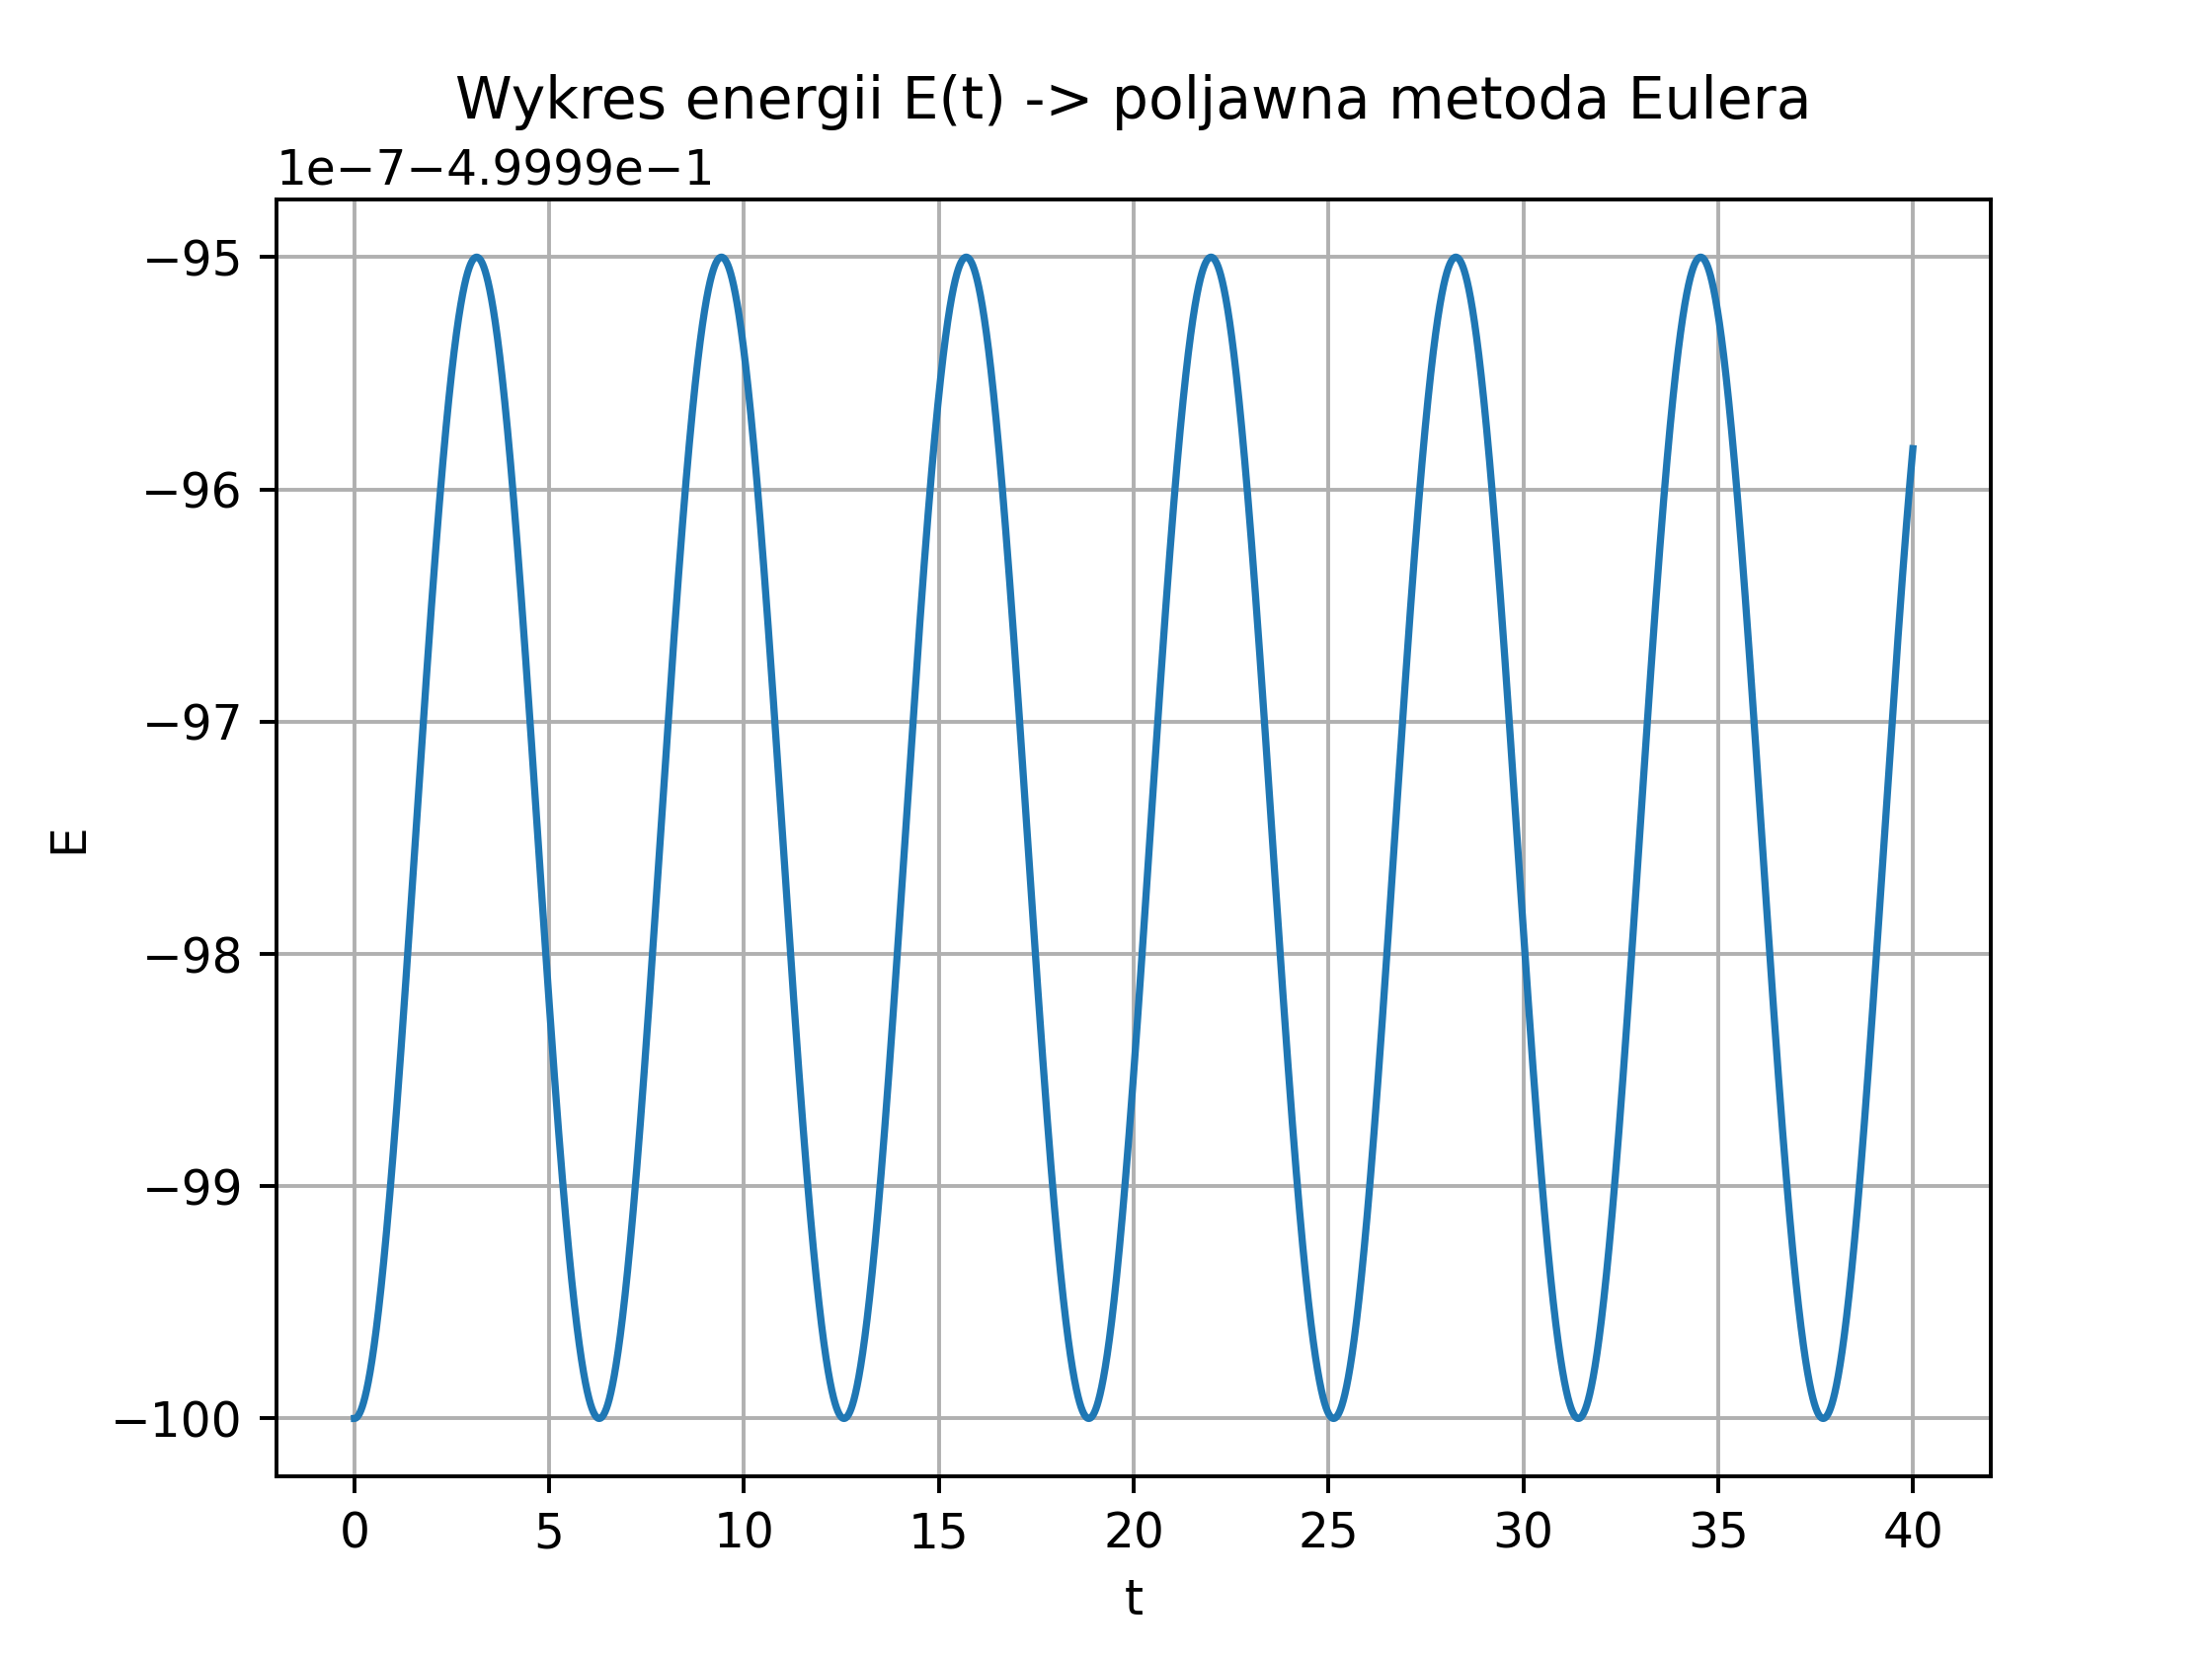 Wykres energii E(t) -> poljawna metoda Eulera
1e−7−4.9999e−1
−95
−96
−97
−98
−99
−100
E
0 5 10 15 20 25 30 35 40
t